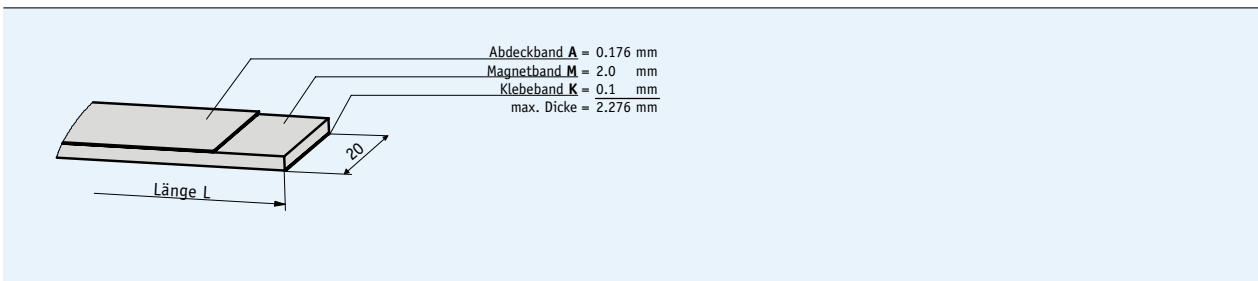 Abdeckband A = 0.176 mm
Magnetband M = 2.0 mm
Klebeband K = 0.1 mm
max. Dicke = 2.276 mm
20
Länge L